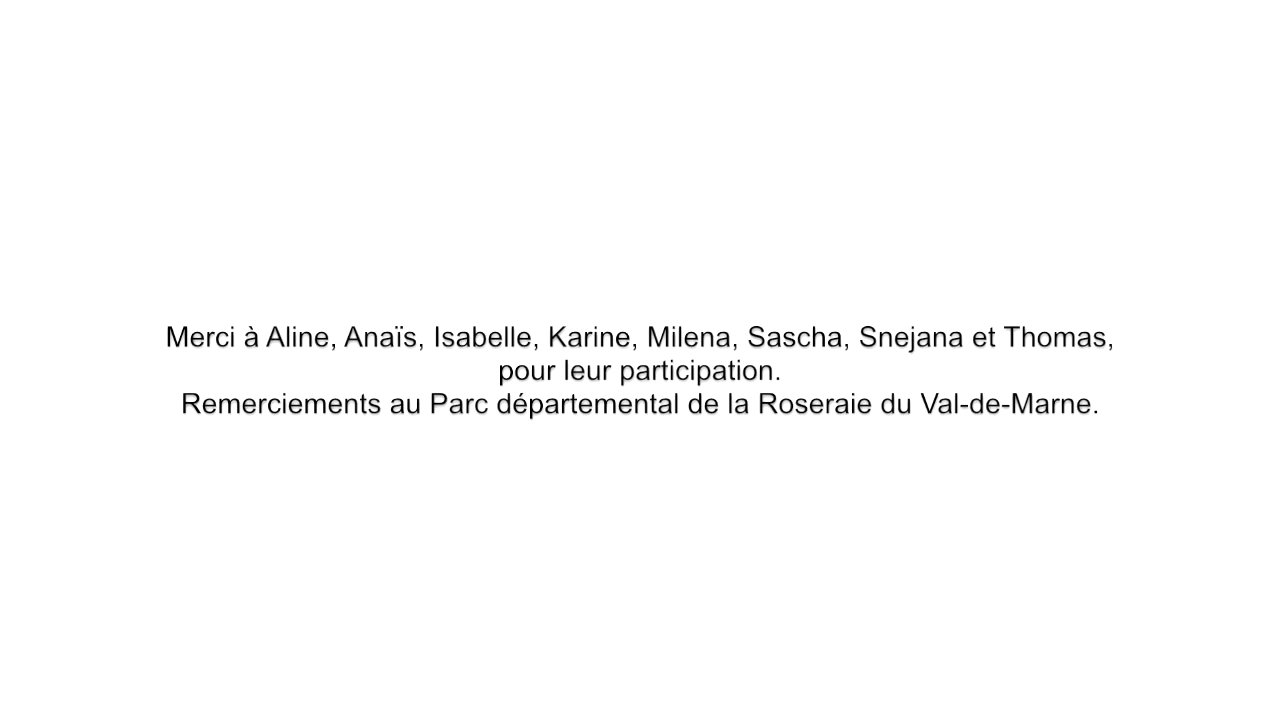 Merci à Aline, Anaïs, Isabelle, Karine, Milena, Sascha, Snejana et Thomas,
pour leur participation.
Remerciements au Parc départemental de la Roseraie du Val-de-Marne.